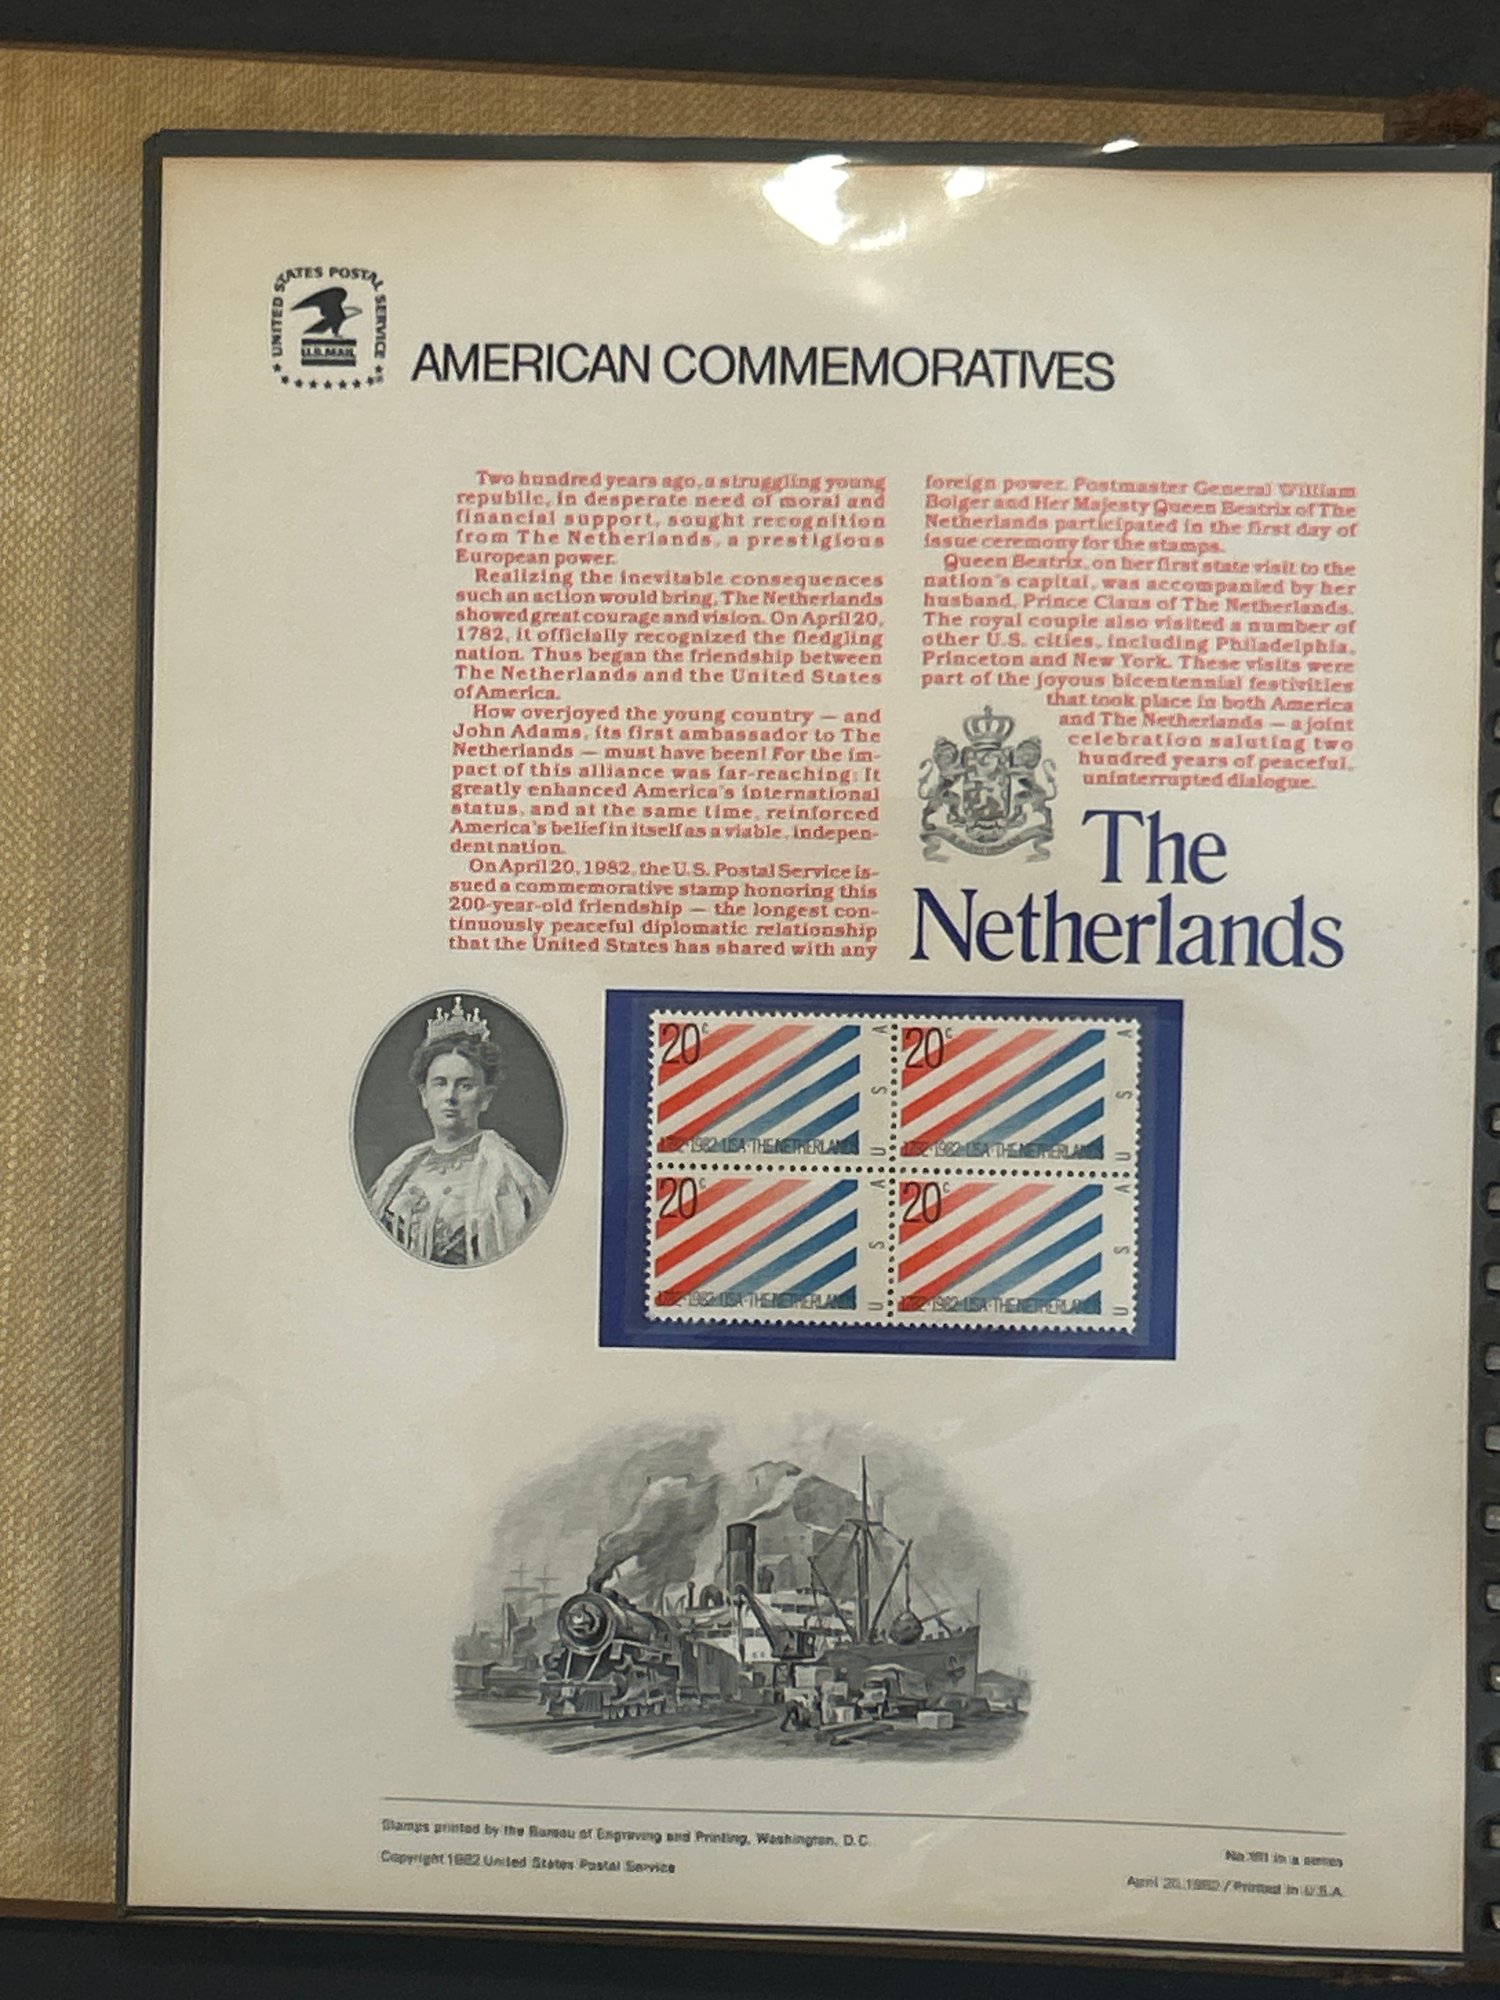 UNITED STATES POSTAL SERVICE
U.S.MAIL
AMERICAN COMMEMORATIVES
Two hundred years ago, a struggling young
republic, in desperate need of moral and
financial support, sought recognition
from The Netherlands, a prestigious
European power.
Realizing the inevitable consequences
such an action would bring, The Netherlands
showed great courage and vision. On April 20,
1782, it officially recognized the fledgling
nation. Thus began the friendship between
The Netherlands and the United States
of America.
How overjoyed the young country — and
John Adams, its first ambassador to The
Netherlands — must have been! For the im-
pact of this alliance was far-reaching: It
greatly enhanced America's international
status, and at the same time, reinforced
America's belief in itself as a viable, indepen-
dent nation.
On April 20, 1982, the U.S. Postal Service is-
sued a commemorative stamp honoring this
200-year-old friendship — the longest con-
tinuously peaceful diplomatic relationship
that the United States has shared with any
foreign power. Postmaster General William
Bolger and Her Majesty Queen Beatrix of The
Netherlands participated in the first day of
issue ceremony for the stamps.
Queen Beatrix, on her first state visit to the
nation's capital, was accompanied by her
husband, Prince Claus of The Netherlands.
The royal couple also visited a number of
other U.S. cities, including Philadelphia,
Princeton and New York. These visits were
part of the joyous bicentennial festivities
that took place in both America
and The Netherlands — a joint
celebration saluting two
hundred years of peaceful,
uninterrupted dialogue.
The
Netherlands
20c
USA
1782·1982·USA·THE NETHERLANDS
20c
USA
1782·1982·USA·THE NETHERLANDS
20c
USA
1782·1982·USA·THE NETHERLANDS
20c
USA
1782·1982·USA·THE NETHERLANDS
Stamps printed by the Bureau of Engraving and Printing, Washington, D.C.
Copyright 1982 United States Postal Service
No. in a series
April 20, 1982 / Printed in U.S.A.